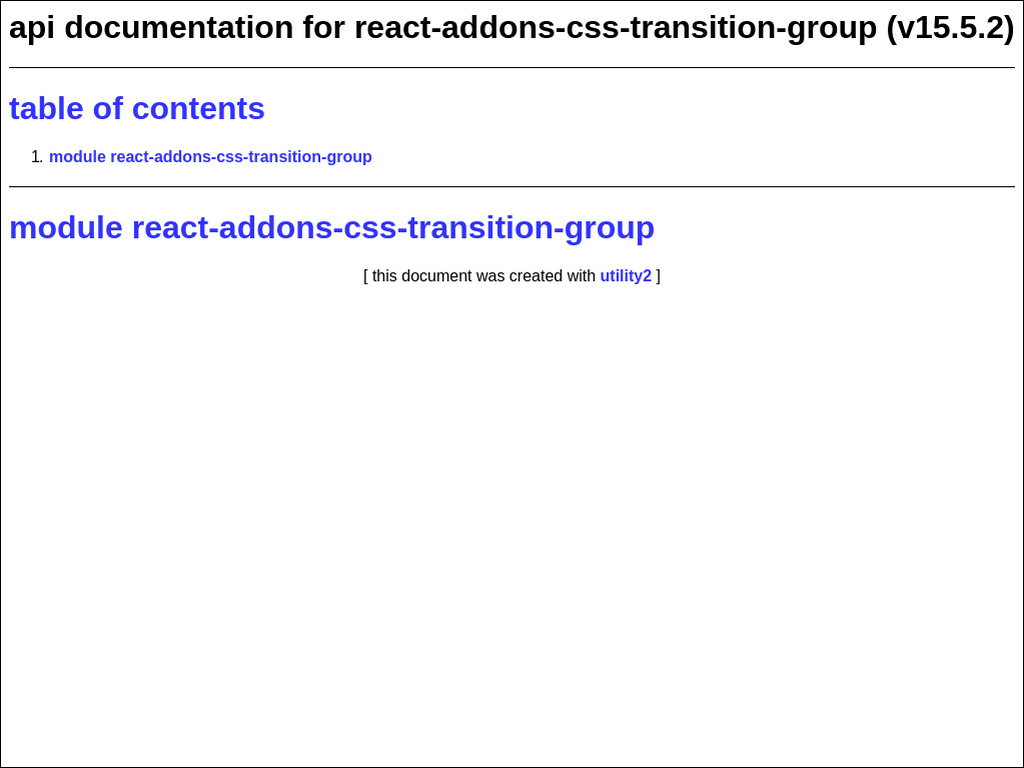 api documentation for react-addons-css-transition-group (v15.5.2)
table of contents
1. module react-addons-css-transition-group
module react-addons-css-transition-group
[ this document was created with utility2 ]